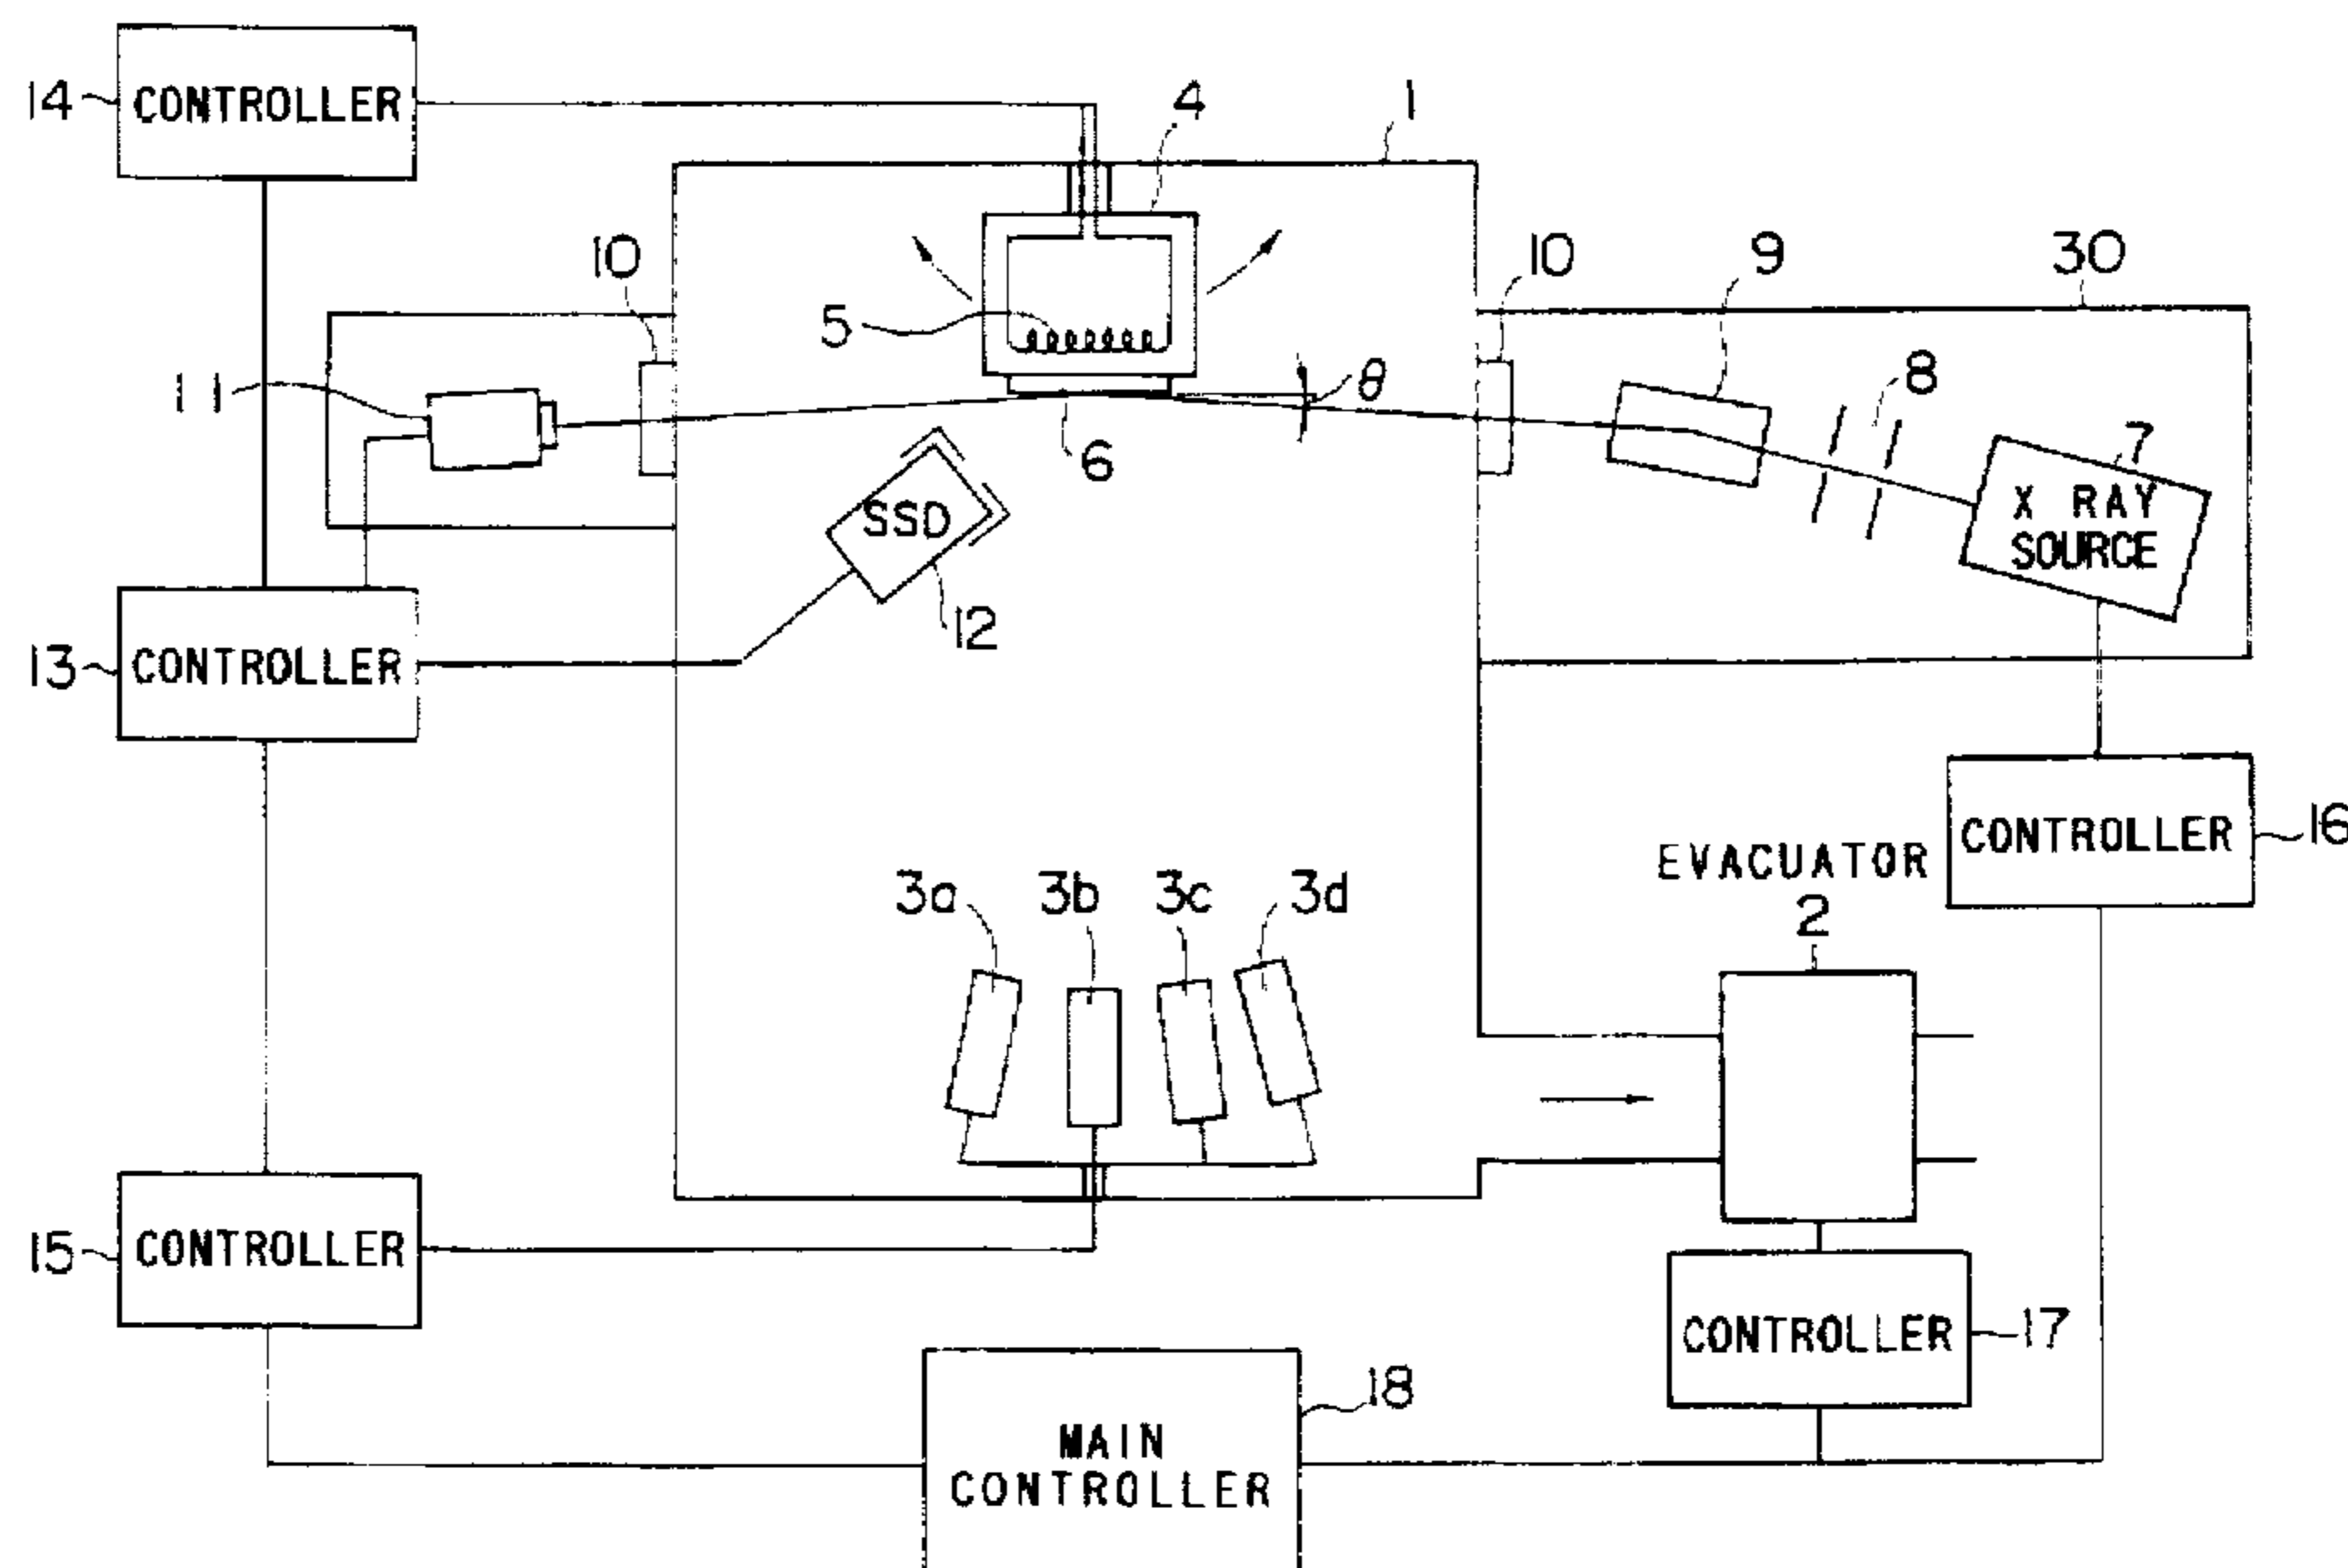 14
CONTROLLER
4
1
10
10
9
30
5
θ
8
11
6
7
X RAY
SOURCE
SSD
12
13
CONTROLLER
CONTROLLER
16
EVACUATOR
2
3a
3b
3c
3d
15
CONTROLLER
CONTROLLER
17
18
MAIN
CONTROLLER